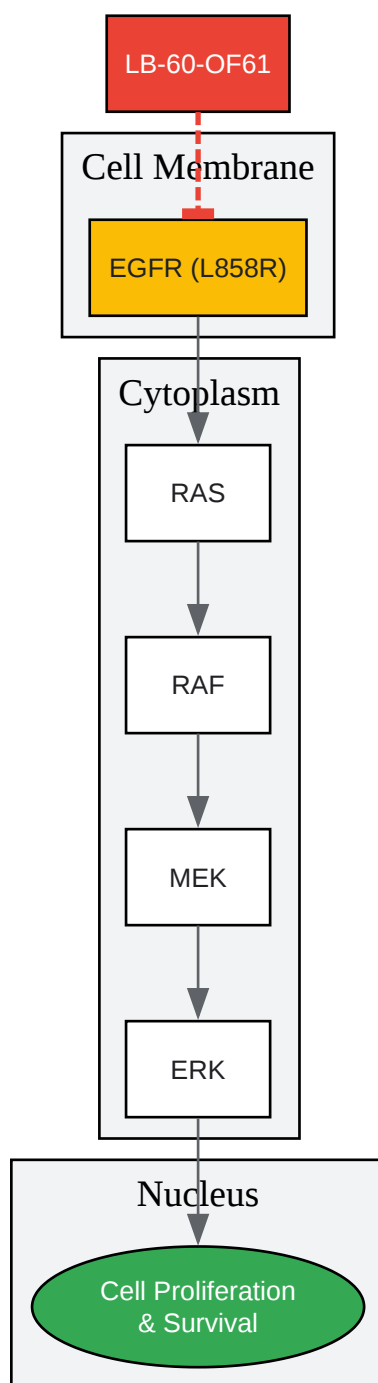 LB-60-OF61
Cell Membrane
EGFR (L858R)
Cytoplasm
RAS
RAF
MEK
ERK
Nucleus
Cell Proliferation
& Survival